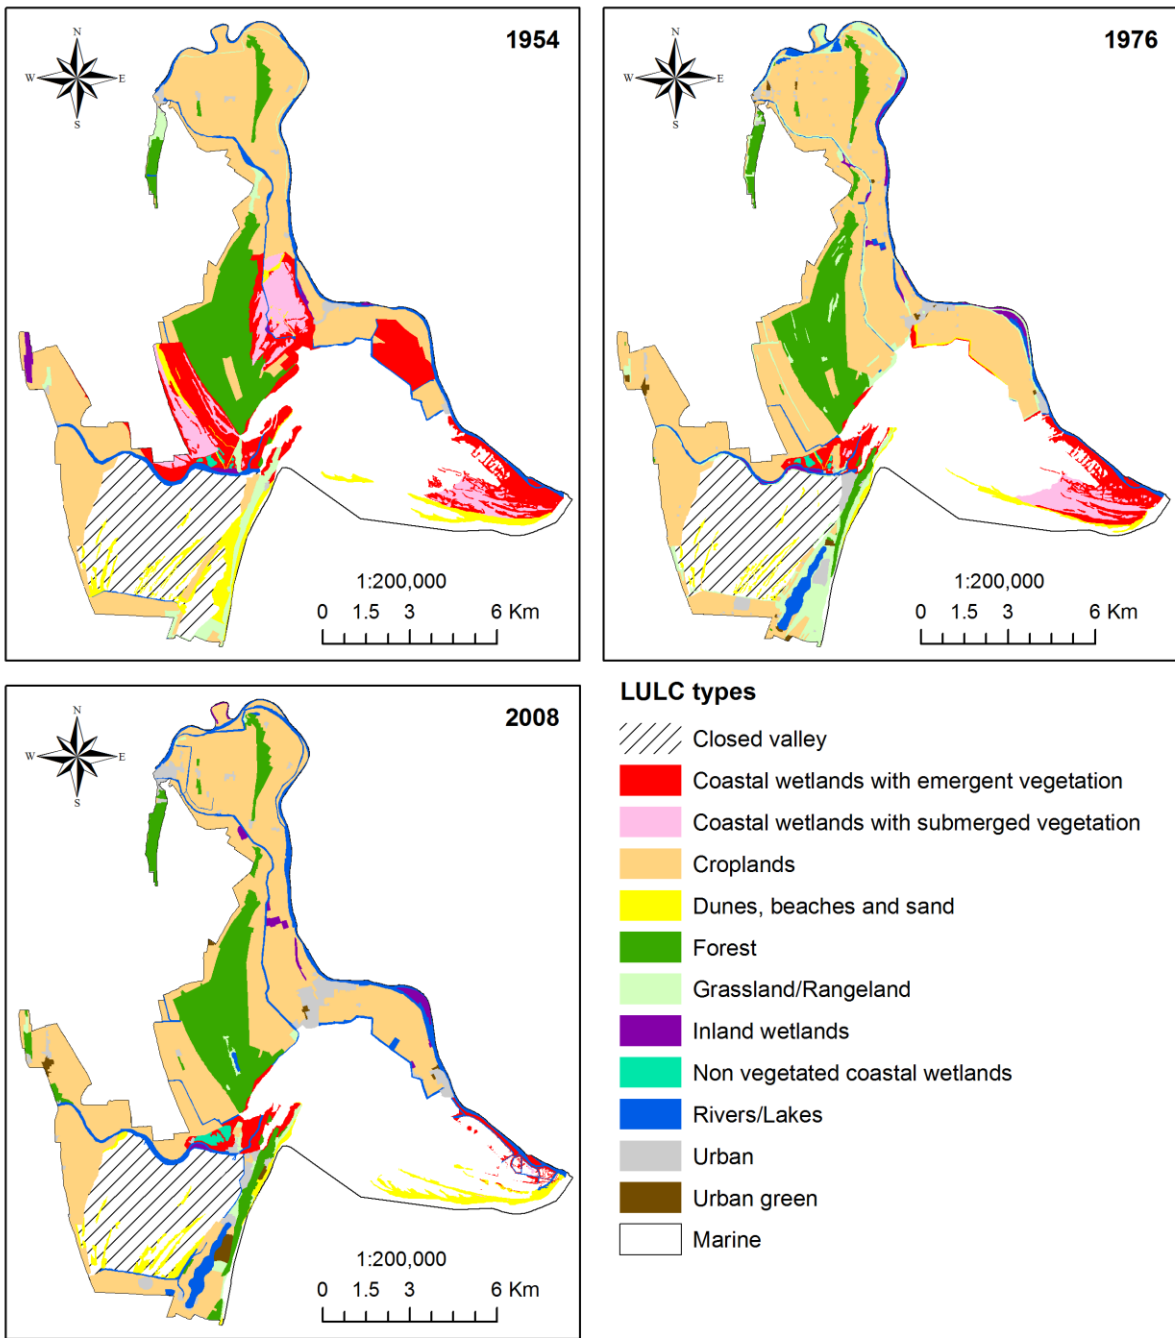 1954
N
W E
S
1:200,000
0 1.5 3 6 Km
1976
N
W E
S
1:200,000
0 1.5 3 6 Km
2008
N
W E
S
1:200,000
0 1.5 3 6 Km
LULC types
Closed valley
Coastal wetlands with emergent vegetation
Coastal wetlands with submerged vegetation
Croplands
Dunes, beaches and sand
Forest
Grassland/Rangeland
Inland wetlands
Non vegetated coastal wetlands
Rivers/Lakes
Urban
Urban green
Marine